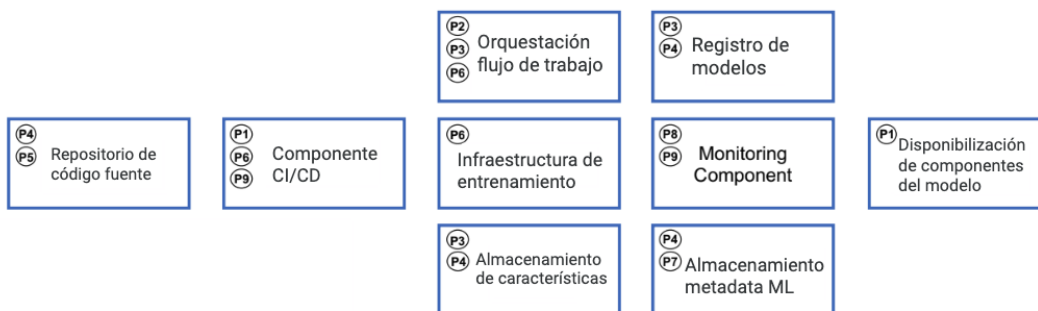 P2
P3
P6
Orquestación
flujo de trabajo
P3
P4
Registro de
modelos
P4
P5
Repositorio de
código fuente
P1
P6
P9
Componente
CI/CD
P6
Infraestructura de
entrenamiento
P8
P9
Monitoring
Component
P1
Disponibilización
de componentes
del modelo
P3
P4
Almacenamiento
de características
P4
P7
Almacenamiento
metadata ML